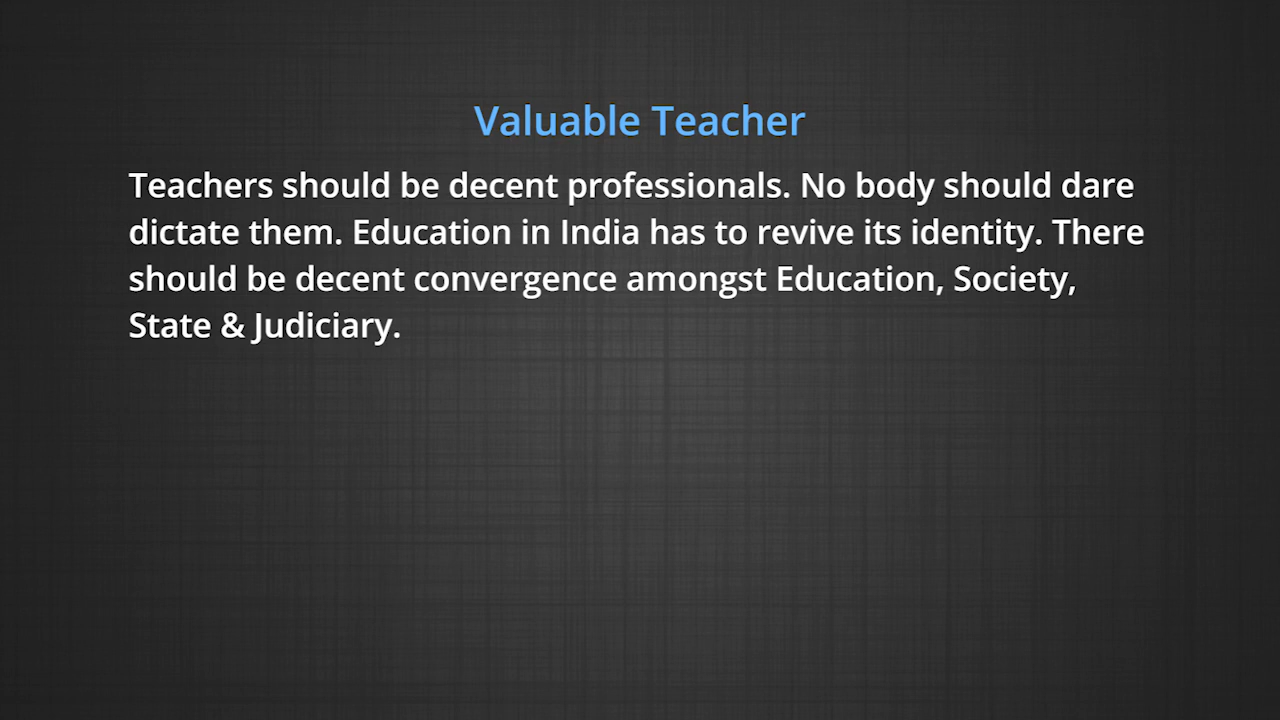 Valuable Teacher
Teachers should be decent professionals. No body should dare
dictate them. Education in India has to revive its identity. There
should be decent convergence amongst Education, Society,
State & Judiciary.